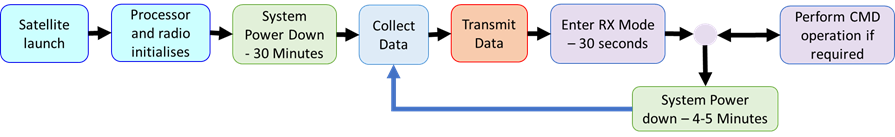 Satellite
launch
Processor
and radio
initialises
System
Power Down
- 30 Minutes
Collect
Data
Transmit
Data
Enter RX Mode
– 30 seconds
Perform CMD
operation if
required
System Power
down – 4-5 Minutes